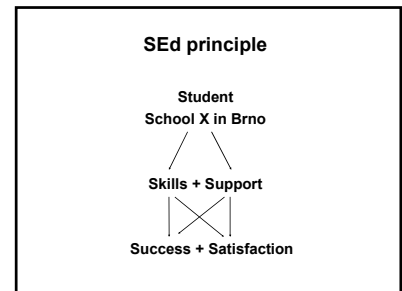 SEd principle
Student
School X in Brno
Skills + Support
Success + Satisfaction